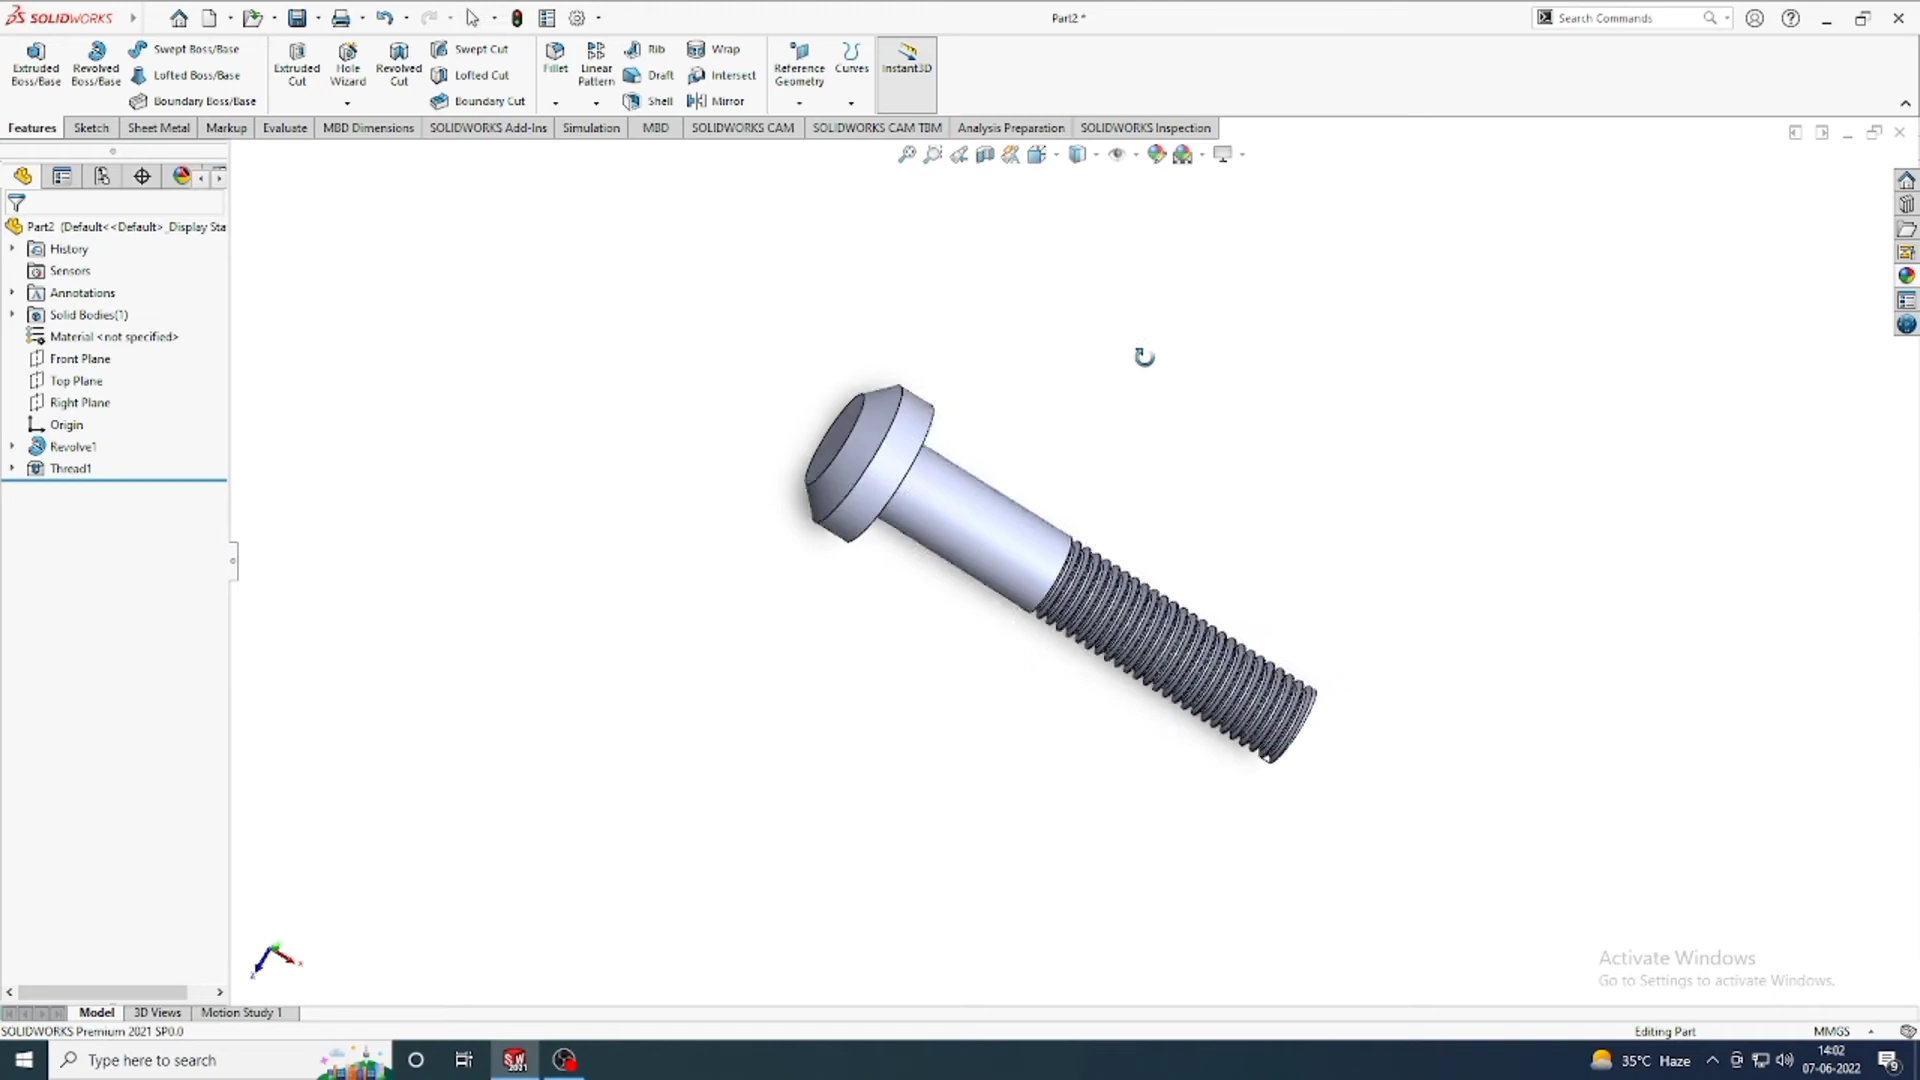 SOLIDWORKS
Part2 *
Search Commands
Extruded Boss/Base
Revolved Boss/Base
Swept Boss/Base
Lofted Boss/Base
Boundary Boss/Base
Extruded Cut
Hole Wizard
Revolved Cut
Swept Cut
Lofted Cut
Boundary Cut
Fillet
Linear Pattern
Rib
Draft
Shell
Wrap
Intersect
Mirror
Reference Geometry
Curves
Instant3D
Features
Sketch
Sheet Metal
Markup
Evaluate
MBD Dimensions
SOLIDWORKS Add-Ins
Simulation
MBD
SOLIDWORKS CAM
SOLIDWORKS CAM TBM
Analysis Preparation
SOLIDWORKS Inspection
Part2 (Default<<Default>_Display Sta
History
Sensors
Annotations
Solid Bodies(1)
Material <not specified>
Front Plane
Top Plane
Right Plane
Origin
Revolve1
Thread1
Activate Windows
Go to Settings to activate Windows.
Model
3D Views
Motion Study 1
SOLIDWORKS Premium 2021 SP0.0
Editing Part
MMGS
Type here to search
35°C Haze
14:02
07-06-2022